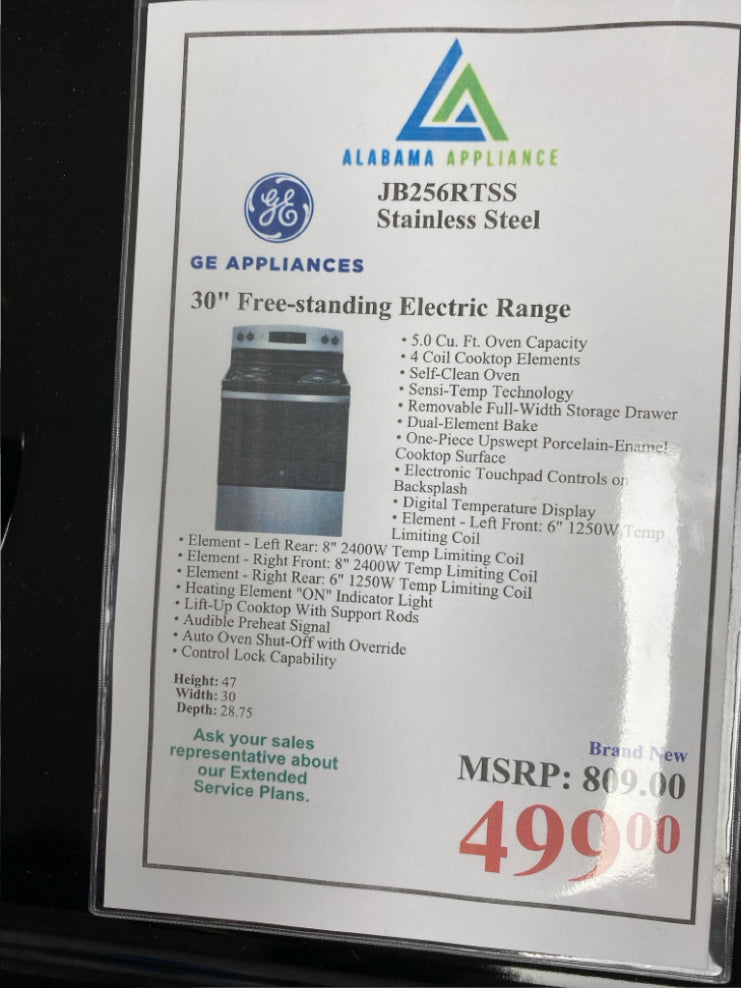 ALABAMA APPLIANCE
GE
GE APPLIANCES
JB256RTSS
Stainless Steel
30" Free-standing Electric Range
• 5.0 Cu. Ft. Oven Capacity
• 4 Coil Cooktop Elements
• Self-Clean Oven
• Sensi-Temp Technology
• Removable Full-Width Storage Drawer
• Dual-Element Bake
• One-Piece Upswept Porcelain-Enamel
Cooktop Surface
• Electronic Touchpad Controls on
Backsplash
• Digital Temperature Display
• Element - Left Front: 6" 1250W Temp
Limiting Coil
• Element - Left Rear: 8" 2400W Temp Limiting Coil
• Element - Right Front: 8" 2400W Temp Limiting Coil
• Element - Right Rear: 6" 1250W Temp Limiting Coil
• Heating Element "ON" Indicator Light
• Lift-Up Cooktop With Support Rods
• Audible Preheat Signal
• Auto Oven Shut-Off with Override
• Control Lock Capability
Height: 47
Width: 30
Depth: 28.75
Ask your sales
representative about
our Extended
Service Plans.
Brand New
MSRP: 809.00
499 00